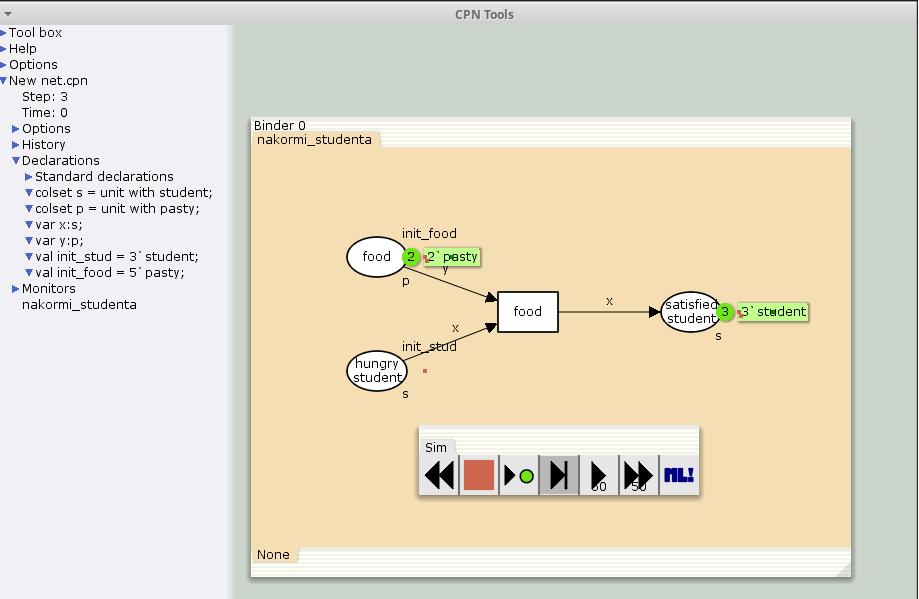 CPN Tools
Tool box
Help
Options
New net.cpn
Step: 3
Time: 0
Options
History
Declarations
Standard declarations
colset s = unit with student;
colset p = unit with pasty;
var x:s;
var y:p;
val init_stud = 3`student;
val init_food = 5`pasty;
Monitors
nakormi_studenta
Binder 0
nakormi_studenta
init_food
food
2
2`pasty
y
p
food
x
satisfied
student
3
3`student
s
x
init_stud
hungry
student
s
Sim
50
50
ML!
None